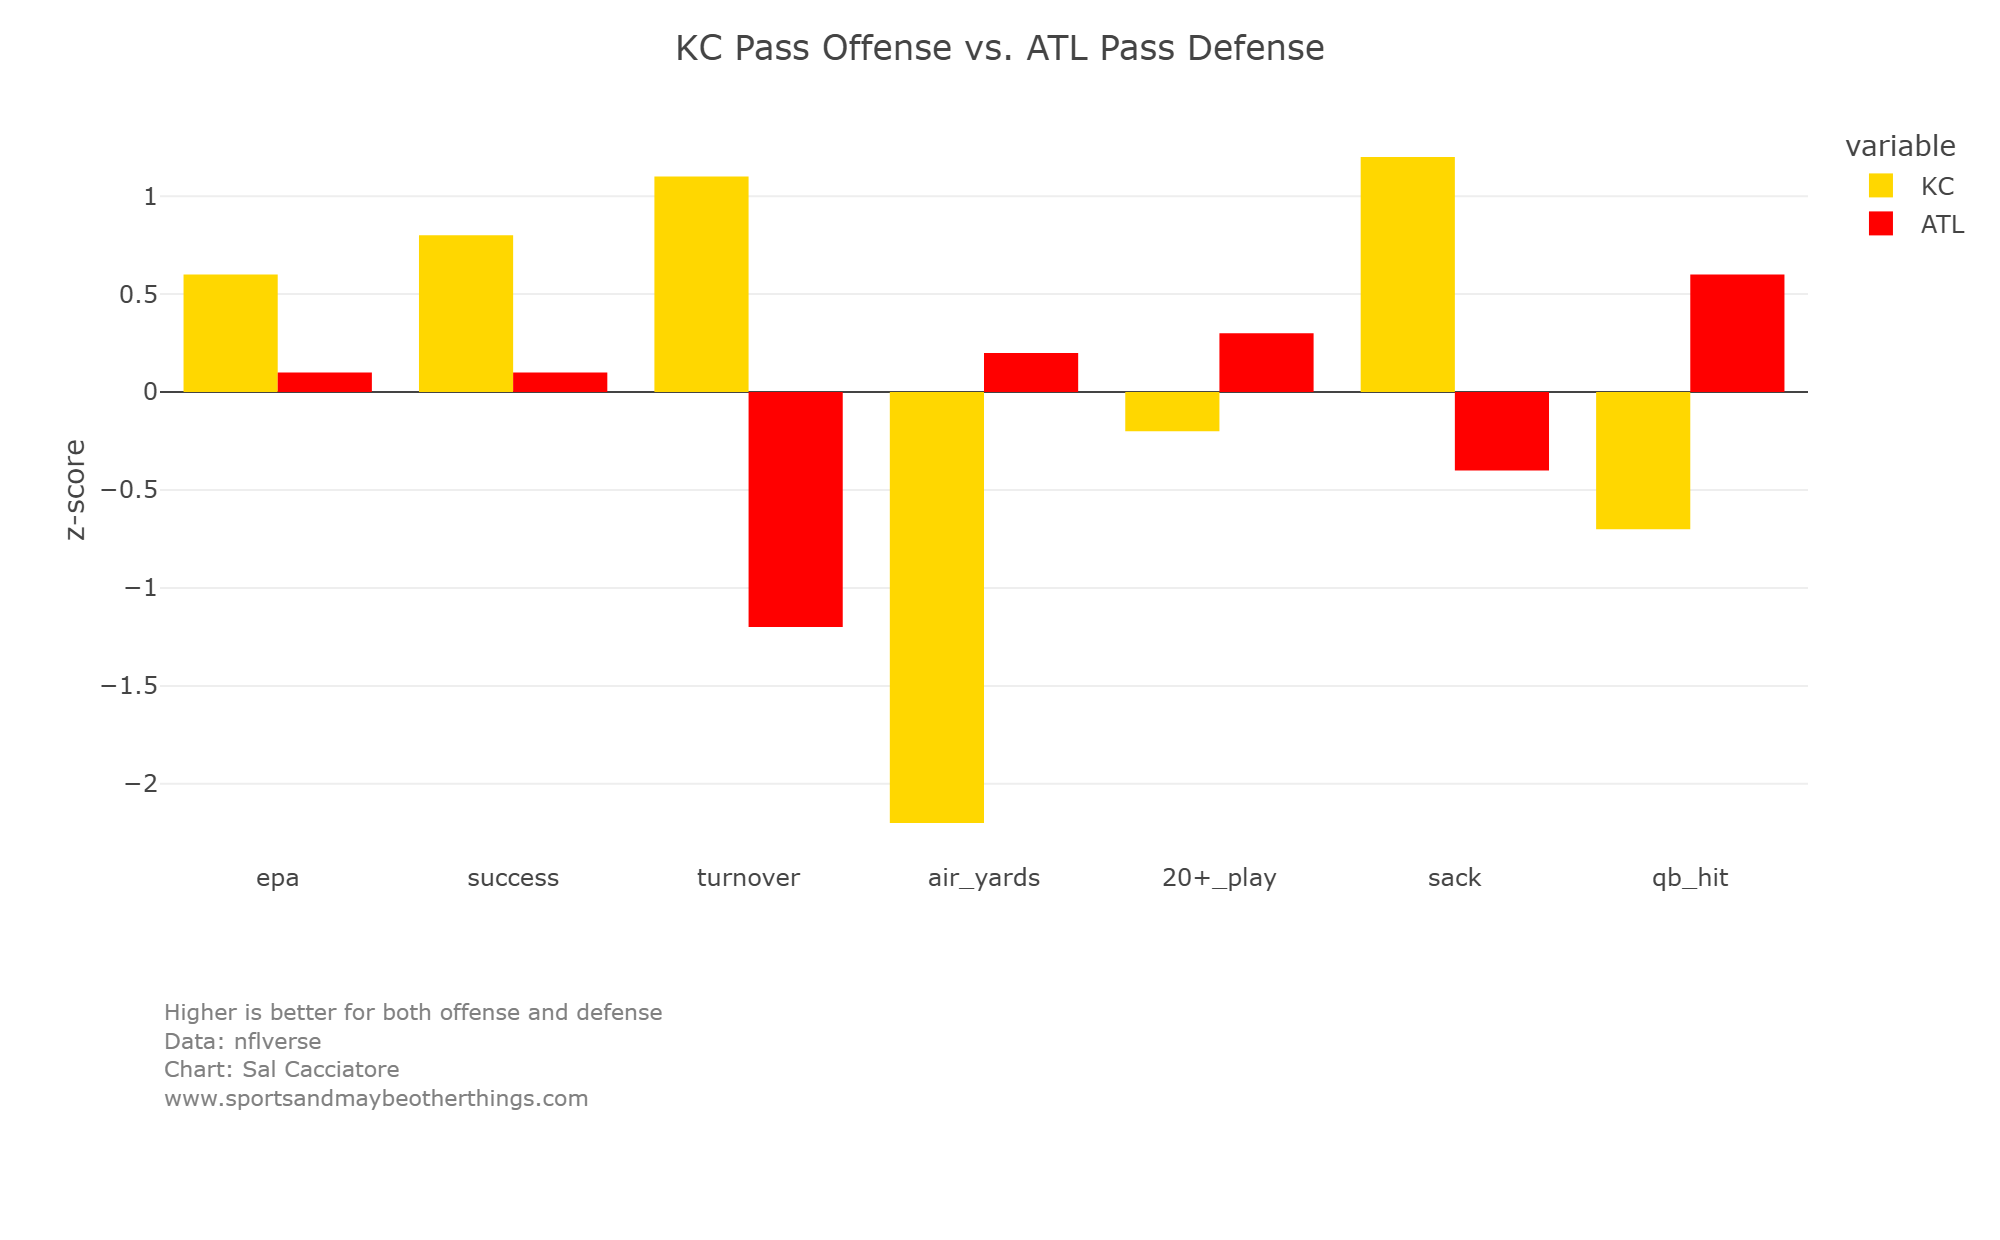 KC Pass Offense vs. ATL Pass Defense
variable
KC
ATL
1
0.5
0
−0.5
−1
−1.5
−2
z-score
epa
success
turnover
air_yards
20+_play
sack
qb_hit
Higher is better for both offense and defense
Data: nflverse
Chart: Sal Cacciatore
www.sportsandmaybeotherthings.com